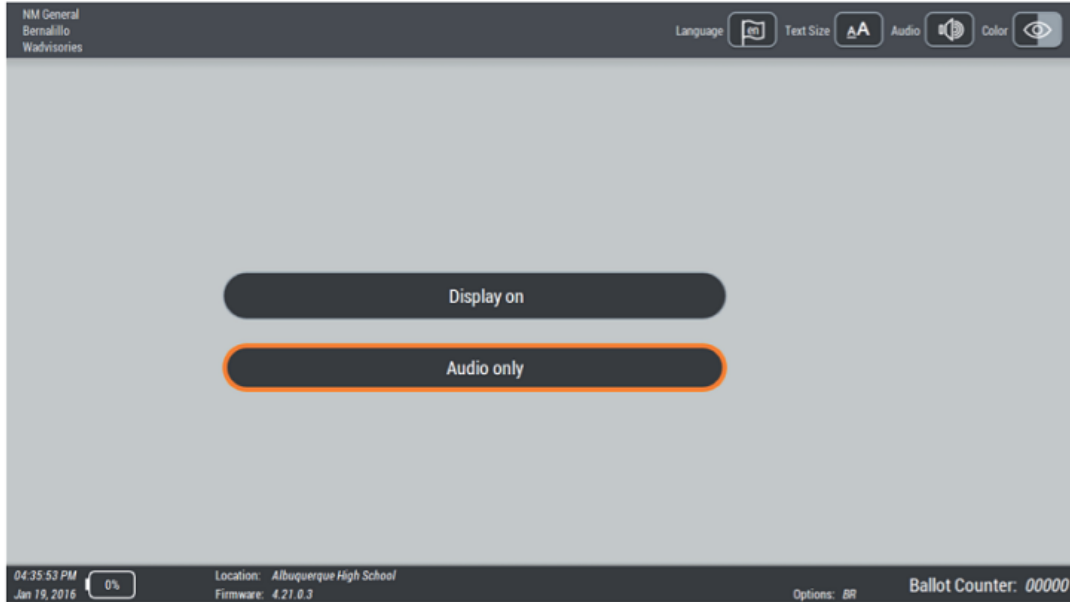 NM General
Bernalillo
Wadvisories
Language en Text Size AA Audio Color
Display on
Audio only
04:35:53 PM
Jan 19, 2016
0%
Location: Albuquerque High School
Firmware: 4.21.0.3
Options: BR
Ballot Counter: 00000